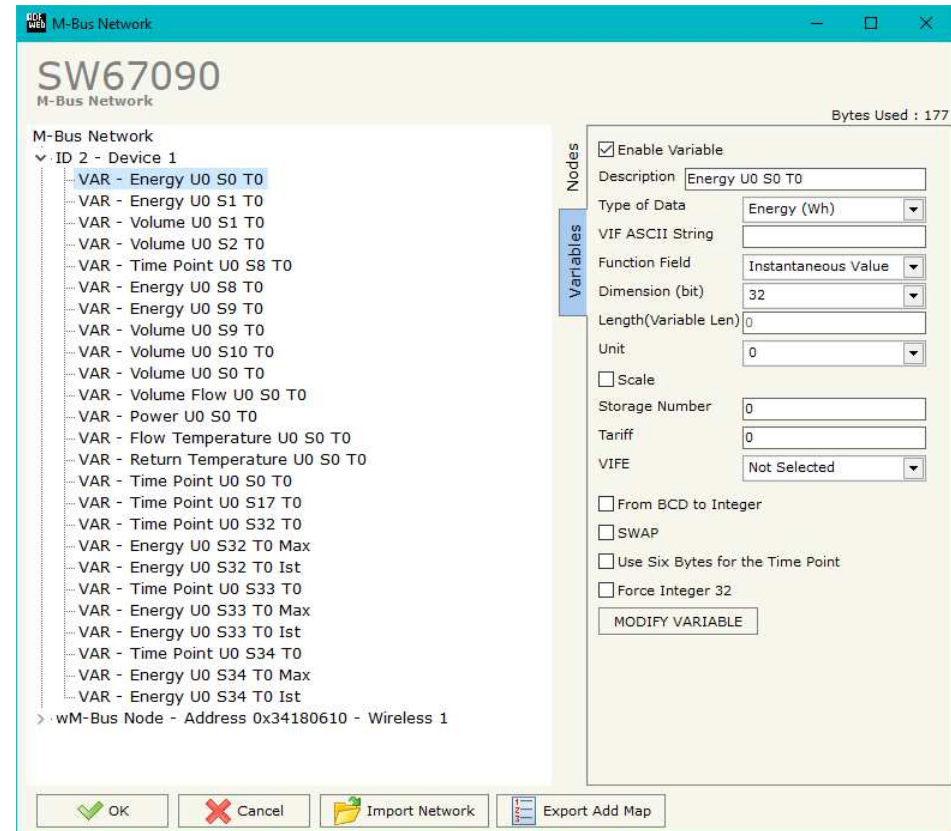 ADF
WEB
M-Bus Network
SW67090
M-Bus Network
Bytes Used : 177
M-Bus Network
ID 2 - Device 1
VAR - Energy U0 S0 T0
VAR - Energy U0 S1 T0
VAR - Volume U0 S1 T0
VAR - Volume U0 S2 T0
VAR - Time Point U0 S8 T0
VAR - Energy U0 S8 T0
VAR - Energy U0 S9 T0
VAR - Volume U0 S9 T0
VAR - Volume U0 S10 T0
VAR - Volume U0 S0 T0
VAR - Volume Flow U0 S0 T0
VAR - Power U0 S0 T0
VAR - Flow Temperature U0 S0 T0
VAR - Return Temperature U0 S0 T0
VAR - Time Point U0 S0 T0
VAR - Time Point U0 S17 T0
VAR - Time Point U0 S32 T0
VAR - Energy U0 S32 T0 Max
VAR - Energy U0 S32 T0 Ist
VAR - Time Point U0 S33 T0
VAR - Energy U0 S33 T0 Max
VAR - Energy U0 S33 T0 Ist
VAR - Time Point U0 S34 T0
VAR - Energy U0 S34 T0 Max
VAR - Energy U0 S34 T0 Ist
wM-Bus Node - Address 0x34180610 - Wireless 1
Nodes
Variables
Enable Variable
Description Energy U0 S0 T0
Type of Data Energy (Wh)
VIF ASCII String
Function Field Instantaneous Value
Dimension (bit) 32
Length(Variable Len) 0
Unit 0
Scale
Storage Number 0
Tariff 0
VIFE Not Selected
From BCD to Integer
SWAP
Use Six Bytes for the Time Point
Force Integer 32
MODIFY VARIABLE
OK
Cancel
Import Network
Export Add Map